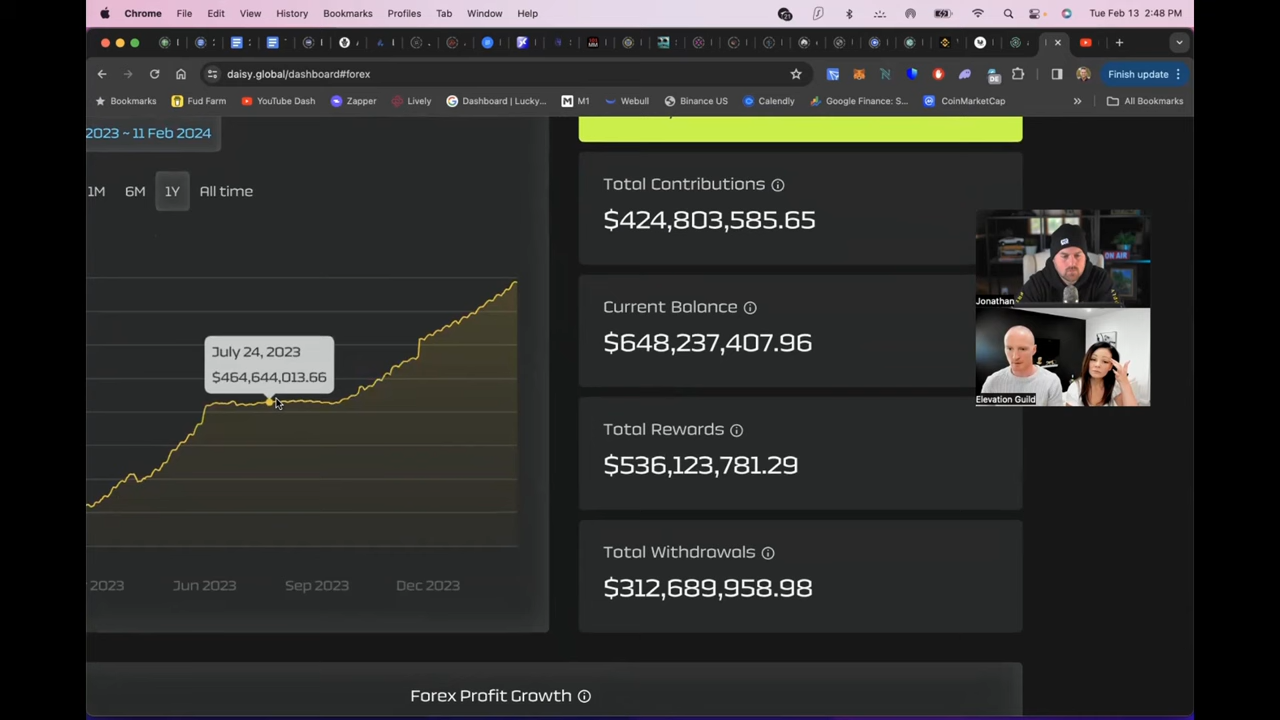 Chrome File Edit View History Bookmarks Profiles Tab Window Help Tue Feb 13 2:48 PM
daisy.global/dashboard#forex Finish update
Bookmarks Fud Farm YouTube Dash Zapper Lively Dashboard | Lucky... M1 Webull Binance US Calendly Google Finance: S... CoinMarketCap All Bookmarks
2023 ~ 11 Feb 2024
1M 6M 1Y All time
July 24, 2023
$464,644,013.66
2023 Jun 2023 Sep 2023 Dec 2023
Total Contributions
$424,803,585.65
Current Balance
$648,237,407.96
Total Rewards
$536,123,781.29
Total Withdrawals
$312,689,958.98
Forex Profit Growth
ON AIR
Jonathan
Elevation Guild